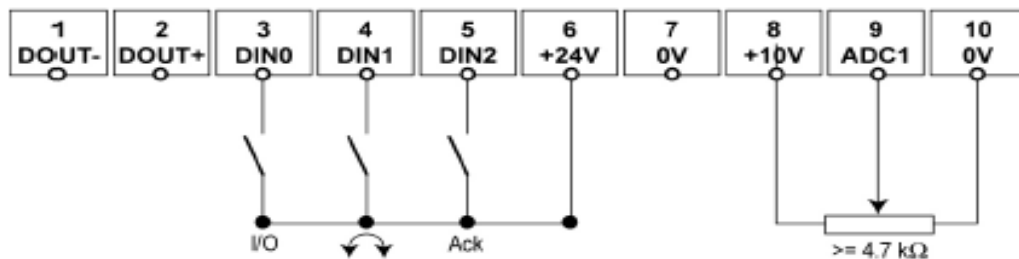 1 2 3 4 5 6 7 8 9 10
DOUT- DOUT+ DIN0 DIN1 DIN2 +24V 0V +10V ADC1 0V
I/O Ack
>= 4.7 kΩ